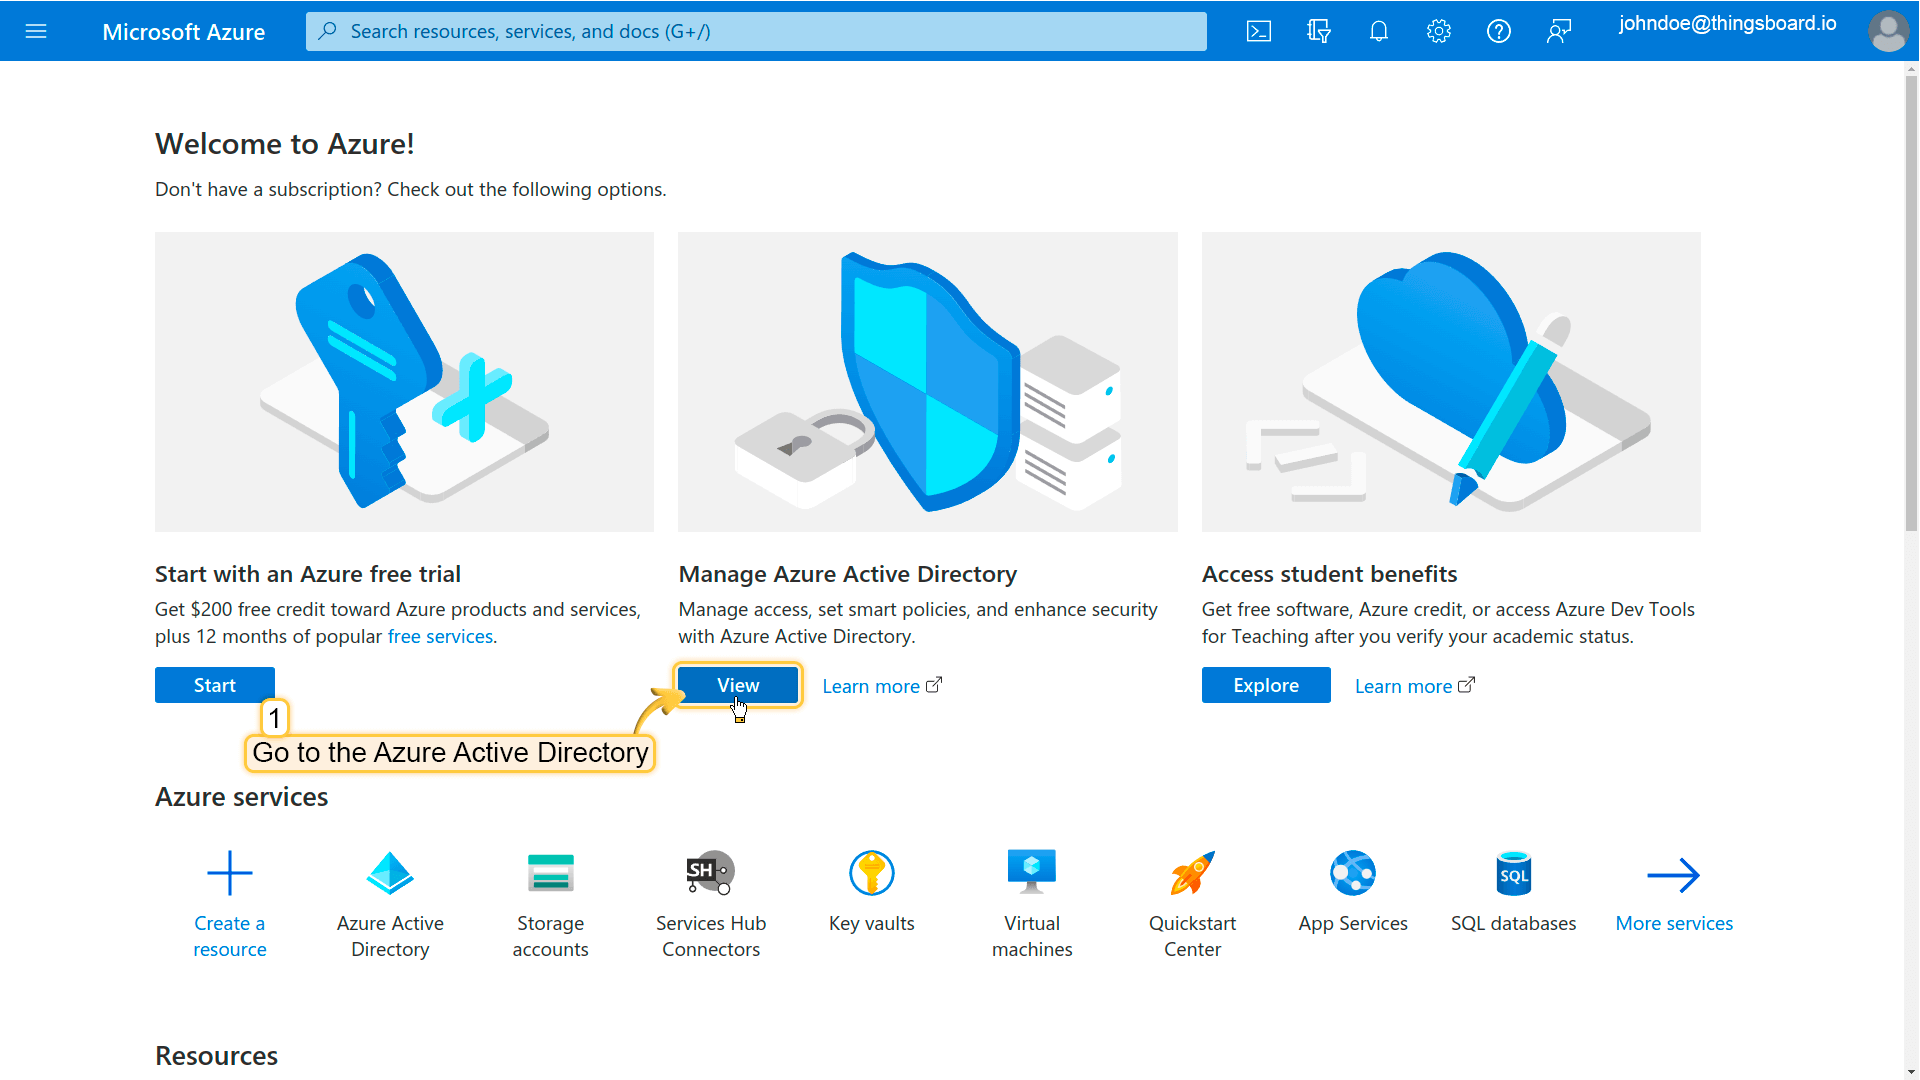 Microsoft Azure
Search resources, services, and docs (G+/)
johndoe@thingsboard.io
Welcome to Azure!
Don't have a subscription? Check out the following options.
Start with an Azure free trial
Get $200 free credit toward Azure products and services,
plus 12 months of popular free services.
Start
Manage Azure Active Directory
Manage access, set smart policies, and enhance security
with Azure Active Directory.
View
Learn more
Access student benefits
Get free software, Azure credit, or access Azure Dev Tools
for Teaching after you verify your academic status.
Explore
Learn more
1
Go to the Azure Active Directory
Azure services
Create a
resource
Azure Active
Directory
Storage
accounts
SH
Services Hub
Connectors
Key vaults
Virtual
machines
Quickstart
Center
App Services
SQL
SQL databases
More services
Resources